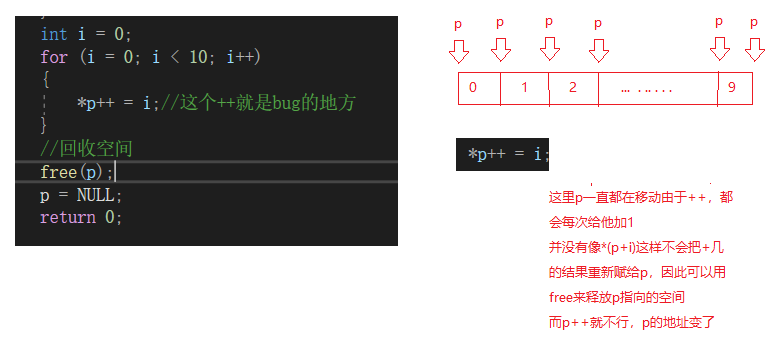 int i = 0;
for (i = 0; i < 10; i++)
{
*p++ = i;//这个++就是bug的地方
}
//回收空间
free(p);
p = NULL;
return 0;
p p p p p p
0 1 2 ... ...... 9
*p++ = i;
这里p一直都在移动由于++，都
会每次给他加1
并没有像*(p+i)这样不会把+几
的结果重新赋给p，因此可以用
free来释放p指向的空间
而p++就不行，p的地址变了